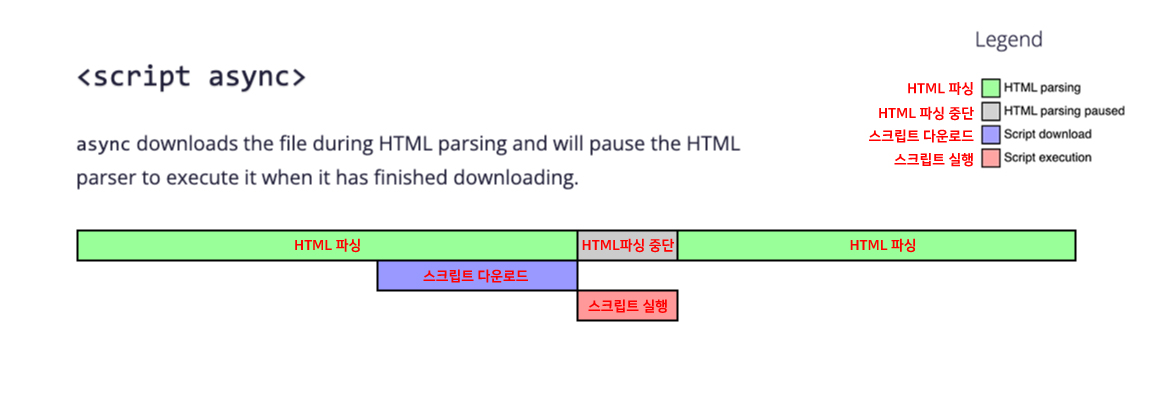 Legend
<script async>
HTML 파싱 HTML parsing
HTML 파싱 중단 HTML parsing paused
스크립트 다운로드 Script download
스크립트 실행 Script execution
async downloads the file during HTML parsing and will pause the HTML
parser to execute it when it has finished downloading.
HTML 파싱 HTML파싱 중단 HTML 파싱
스크립트 다운로드
스크립트 실행